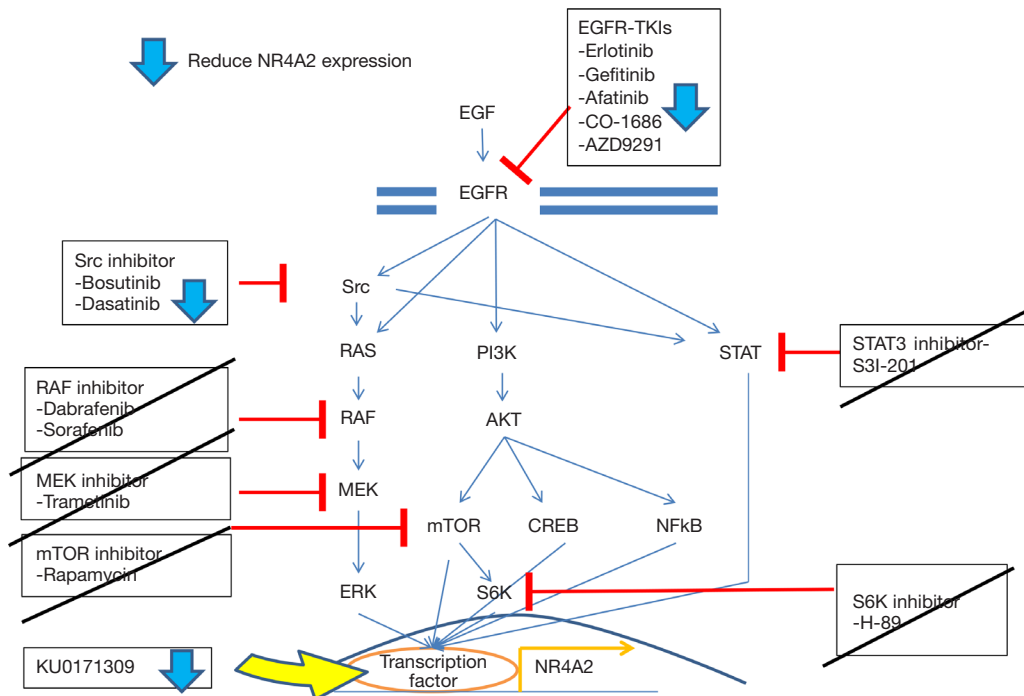 Reduce NR4A2 expression
EGFR-TKIs
-Erlotinib
-Gefitinib
-Afatinib
-CO-1686
-AZD9291
EGF
EGFR
Src inhibitor
-Bosutinib
-Dasatinib
Src
RAS
PI3K
STAT
STAT3 inhibitor-
S3I-201
RAF inhibitor
-Dabrafenib
-Sorafenib
RAF
AKT
MEK inhibitor
-Trametinib
MEK
mTOR
CREB
NFkB
mTOR inhibitor
-Rapamycin
ERK
S6K
S6K inhibitor
-H-89
KU0171309
Transcription
factor
NR4A2